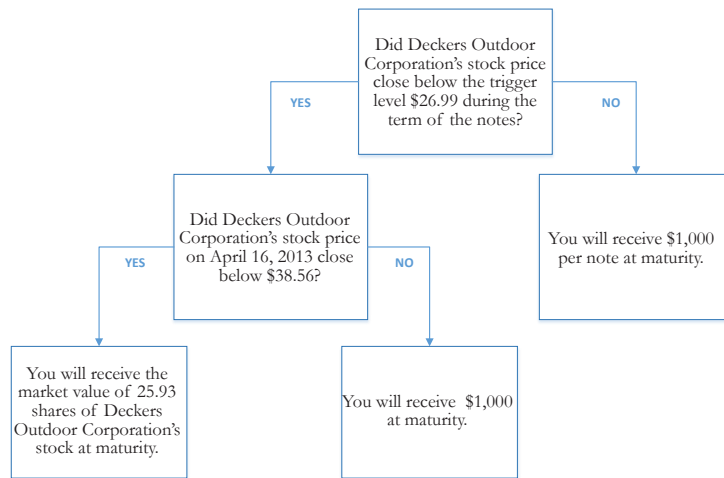 Did Deckers Outdoor
Corporation's stock price
close below the trigger
level $26.99 during the
term of the notes?
YES
NO
Did Deckers Outdoor
Corporation's stock price
on April 16, 2013 close
below $38.56?
You will receive $1,000
per note at maturity.
YES
NO
You will receive the
market value of 25.93
shares of Deckers
Outdoor Corporation's
stock at maturity.
You will receive $1,000
at maturity.